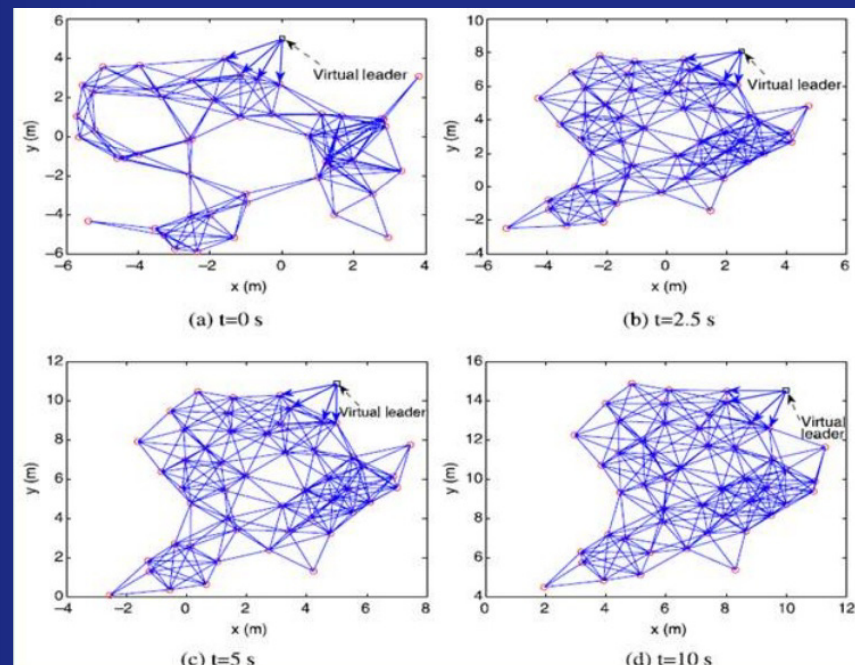 6
4
2
0
−2
−4
−6
y (m)
−6 −4 −2 0 2 4
x (m)
Virtual leader
(a) t=0 s
10
8
6
4
2
0
−2
−4
y (m)
−6 −4 −2 0 2 4 6
x (m)
Virtual leader
(b) t=2.5 s
12
10
8
6
4
2
0
y (m)
−4 −2 0 2 4 6 8
x (m)
Virtual leader
(c) t=5 s
16
14
12
10
8
6
4
y (m)
0 2 4 6 8 10 12
x (m)
Virtual
leader
(d) t=10 s